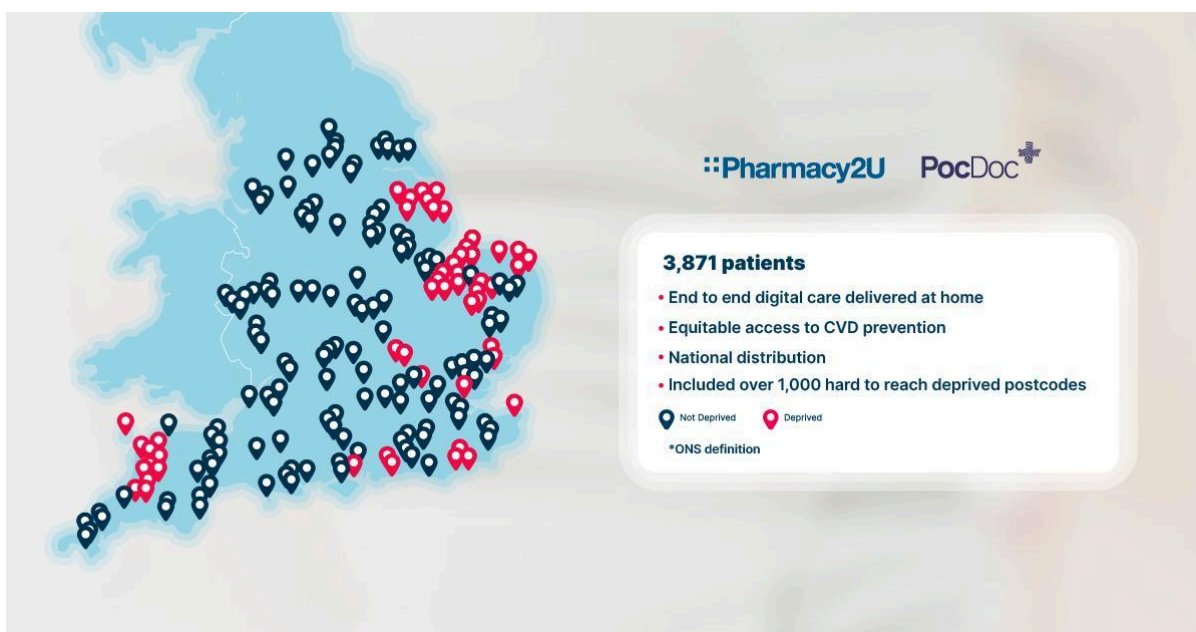 ::Pharmacy2U PocDoc
3,871 patients
• End to end digital care delivered at home
• Equitable access to CVD prevention
• National distribution
• Included over 1,000 hard to reach deprived postcodes
Not Deprived Deprived
*ONS definition